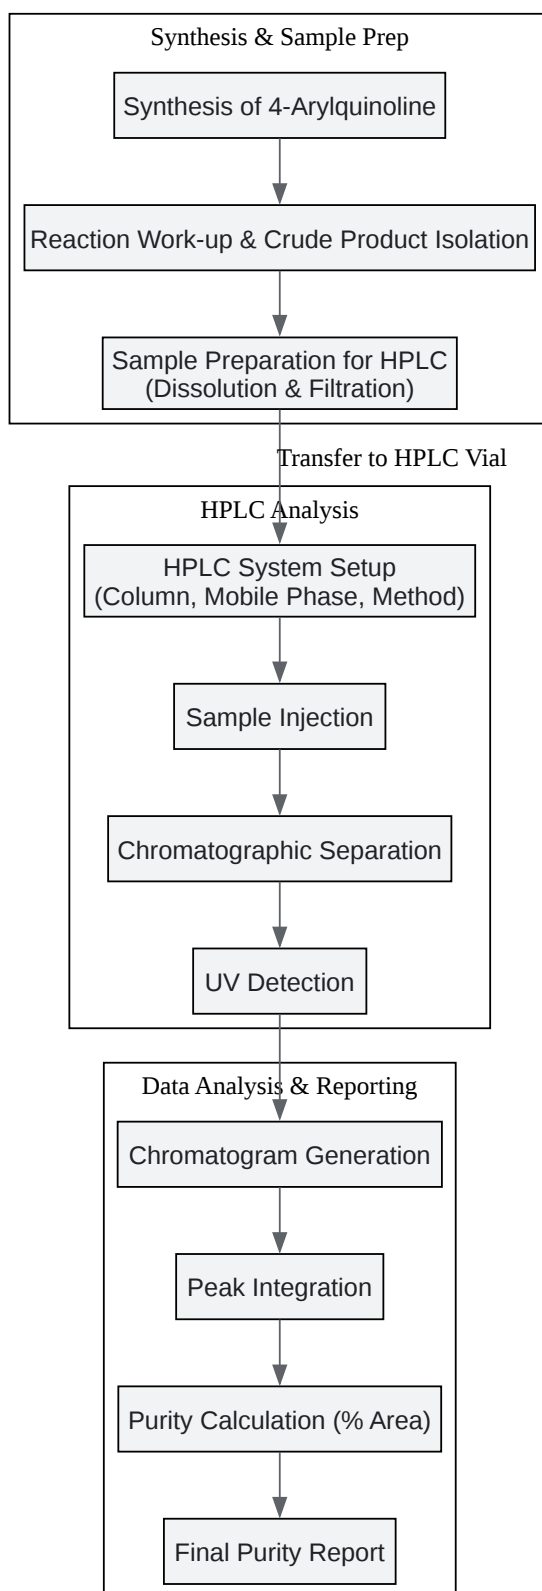 Synthesis & Sample Prep
Synthesis of 4-Arylquinoline
Reaction Work-up & Crude Product Isolation
Sample Preparation for HPLC
(Dissolution & Filtration)
Transfer to HPLC Vial
HPLC Analysis
HPLC System Setup
(Column, Mobile Phase, Method)
Sample Injection
Chromatographic Separation
UV Detection
Data Analysis & Reporting
Chromatogram Generation
Peak Integration
Purity Calculation (% Area)
Final Purity Report